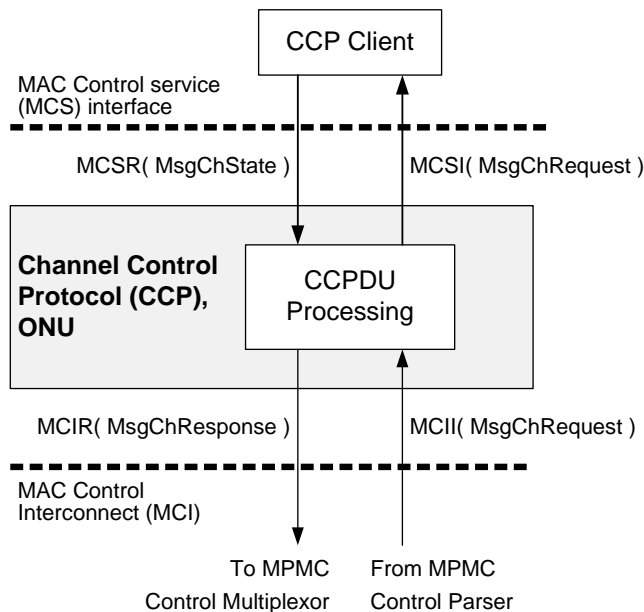 CCP Client
MAC Control service
(MCS) interface
MCSR( MsgChState )
MCSI( MsgChRequest )
Channel Control
Protocol (CCP),
ONU
CCPDU
Processing
MCIR( MsgChResponse )
MCII( MsgChRequest )
MAC Control
Interconnect (MCI)
To MPMC
Control Multiplexor
From MPMC
Control Parser